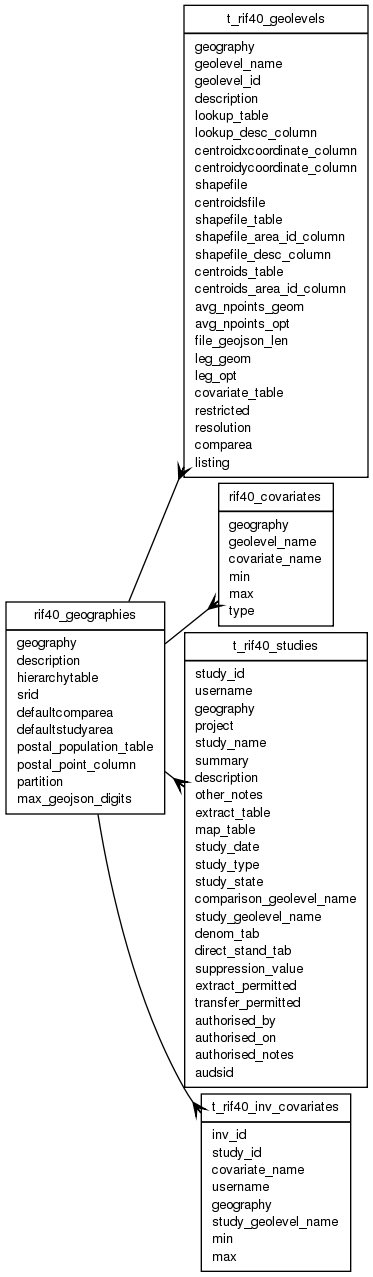 t_rif40_geolevels
geography
geolevel_name
geolevel_id
description
lookup_table
lookup_desc_column
centroidxcoordinate_column
centroidycoordinate_column
shapefile
centroidsfile
shapefile_table
shapefile_area_id_column
shapefile_desc_column
centroids_table
centroids_area_id_column
avg_npoints_geom
avg_npoints_opt
file_geojson_len
leg_geom
leg_opt
covariate_table
restricted
resolution
comparea
listing
rif40_covariates
geography
geolevel_name
covariate_name
min
max
type
rif40_geographies
geography
description
hierarchytable
srid
defaultcomparea
defaultstudyarea
postal_population_table
postal_point_column
partition
max_geojson_digits
t_rif40_studies
study_id
username
geography
project
study_name
summary
description
other_notes
extract_table
map_table
study_date
study_type
study_state
comparison_geolevel_name
study_geolevel_name
denom_tab
direct_stand_tab
suppression_value
extract_permitted
transfer_permitted
authorised_by
authorised_on
authorised_notes
audsid
t_rif40_inv_covariates
inv_id
study_id
covariate_name
username
geography
study_geolevel_name
min
max